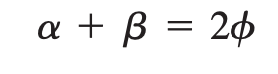 α + β = 2ϕ